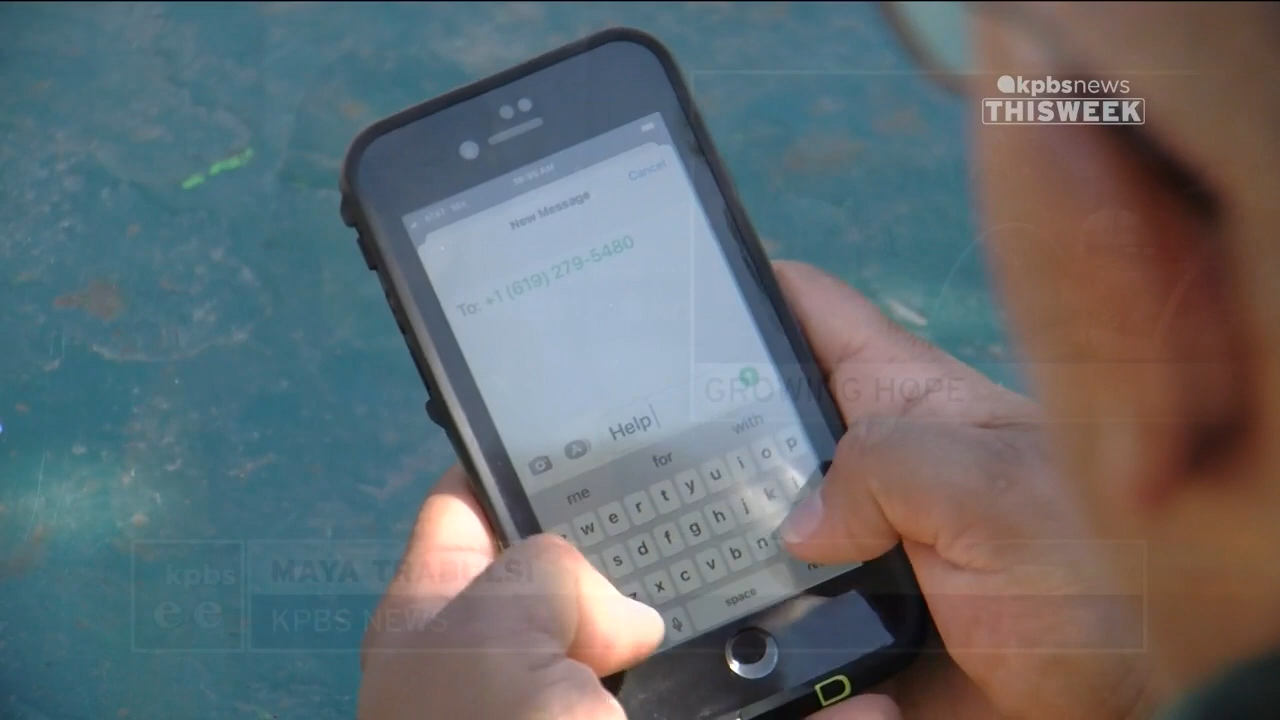 kpbsnews
THISWEEK
Cancel
New Message
To: +1 (619) 279-5480
GROWING HOPE
Help
me for with
w e r t y u i o p
s d f g h j k l
z x c v b n
space
kpbs
MAYA TRABULSI
KPBS NEWS